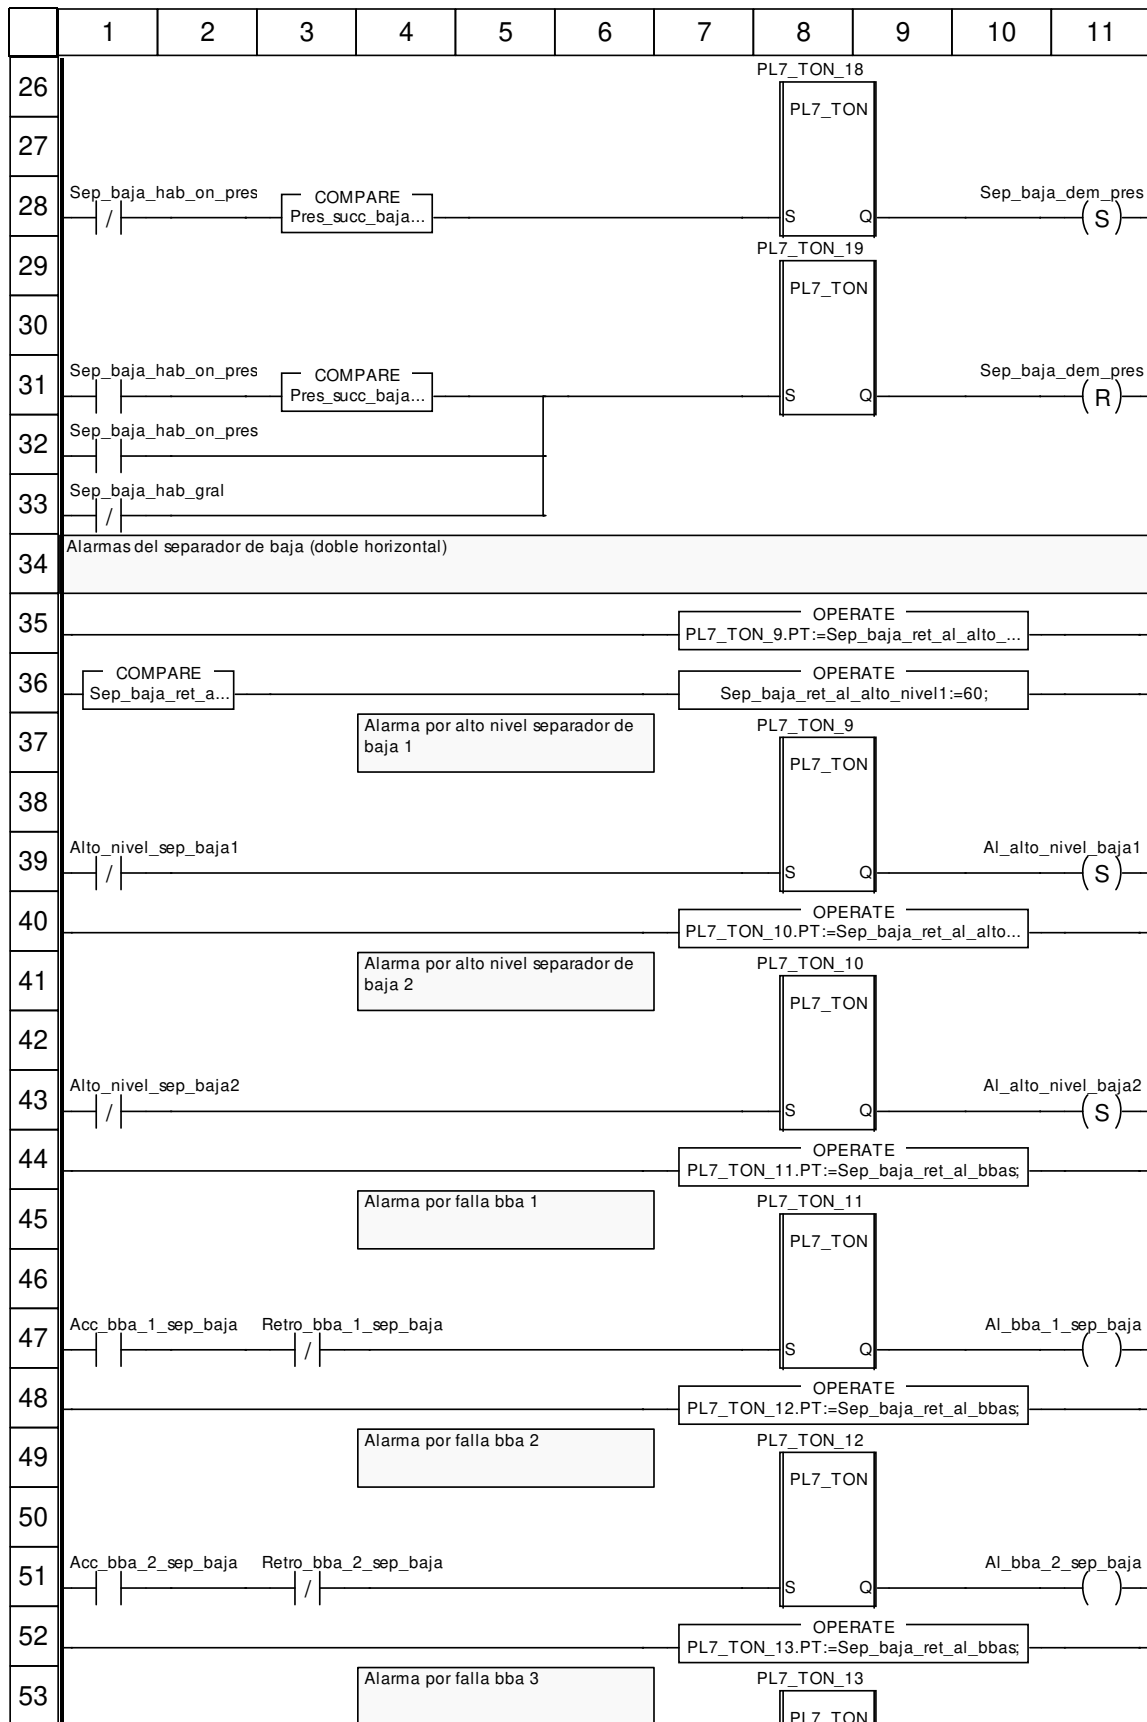 1 2 3 4 5 6 7 8 9 10 11
26
PL7_TON_18
PL7_TON
27
28
Sep_baja_hab_on_pres
/
COMPARE
Pres_succ_baja...
S Q
Sep_baja_dem_pres
S
29
PL7_TON_19
PL7_TON
30
31
Sep_baja_hab_on_pres
COMPARE
Pres_succ_baja...
S Q
Sep_baja_dem_pres
R
32
Sep_baja_hab_on_pres
33
Sep_baja_hab_gral
/
34
Alarmas del separador de baja (doble horizontal)
35
OPERATE
PL7_TON_9.PT:=Sep_baja_ret_al_alto_...
36
COMPARE
Sep_baja_ret_a...
OPERATE
Sep_baja_ret_al_alto_nivel1:=60;
37
Alarma por alto nivel separador de
baja 1
PL7_TON_9
PL7_TON
38
39
Alto_nivel_sep_baja1
/
S Q
Al_alto_nivel_baja1
S
40
OPERATE
PL7_TON_10.PT:=Sep_baja_ret_al_alto...
41
Alarma por alto nivel separador de
baja 2
PL7_TON_10
PL7_TON
42
43
Alto_nivel_sep_baja2
/
S Q
Al_alto_nivel_baja2
S
44
OPERATE
PL7_TON_11.PT:=Sep_baja_ret_al_bbas;
45
Alarma por falla bba 1
PL7_TON_11
PL7_TON
46
47
Acc_bba_1_sep_baja
Retro_bba_1_sep_baja
/
S Q
Al_bba_1_sep_baja
48
OPERATE
PL7_TON_12.PT:=Sep_baja_ret_al_bbas;
49
Alarma por falla bba 2
PL7_TON_12
PL7_TON
50
51
Acc_bba_2_sep_baja
Retro_bba_2_sep_baja
/
S Q
Al_bba_2_sep_baja
52
OPERATE
PL7_TON_13.PT:=Sep_baja_ret_al_bbas;
53
Alarma por falla bba 3
PL7_TON_13
PL7_TON